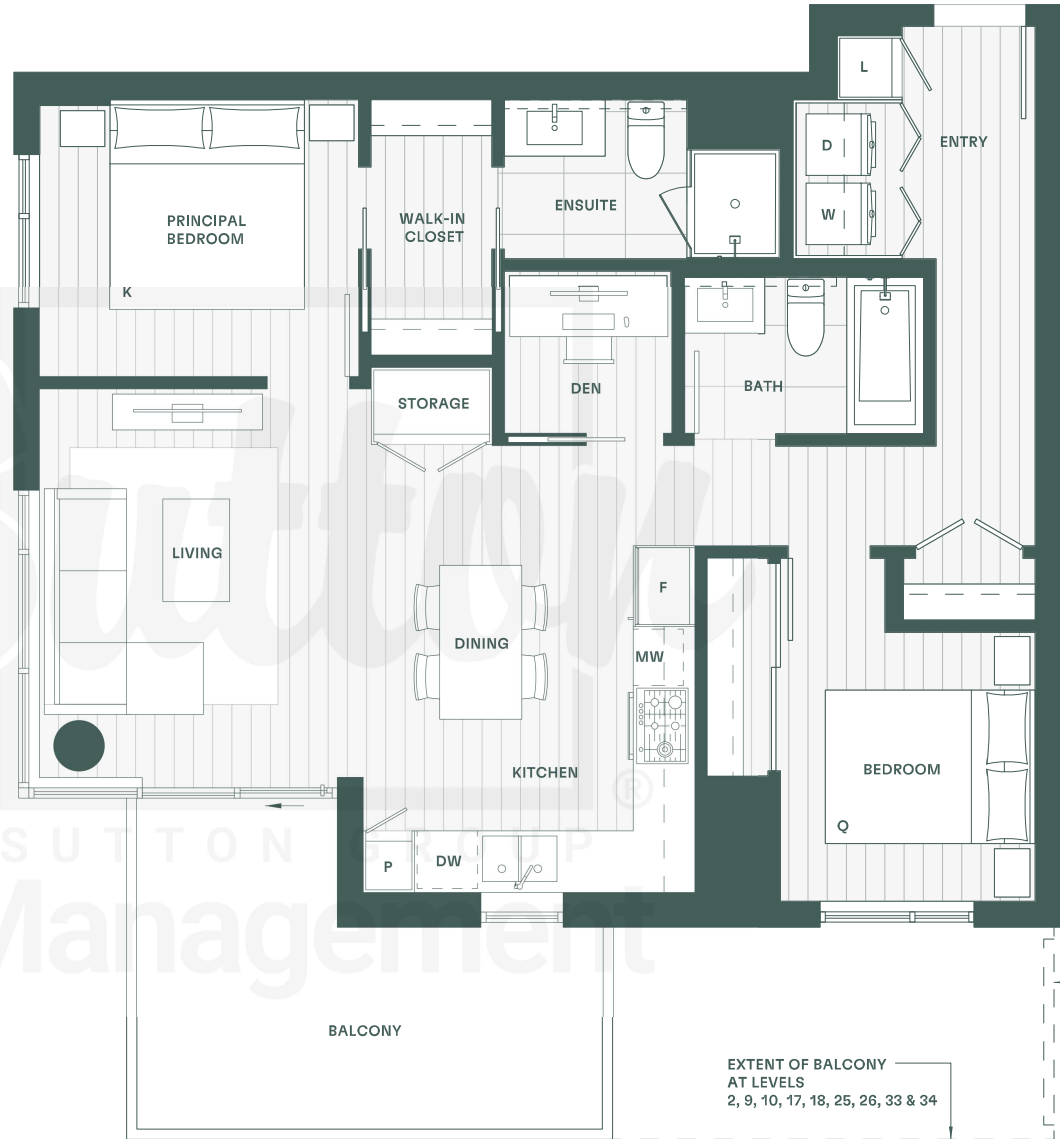 L
D
ENTRY
W
PRINCIPAL
BEDROOM
K
WALK-IN
CLOSET
ENSUITE
STORAGE
DEN
BATH
LIVING
F
DINING
MW
KITCHEN
BEDROOM
Q
P
DW
Sutton
®
SUTTON GROUP
Management
BALCONY
EXTENT OF BALCONY
AT LEVELS
2, 9, 10, 17, 18, 25, 26, 33 & 34